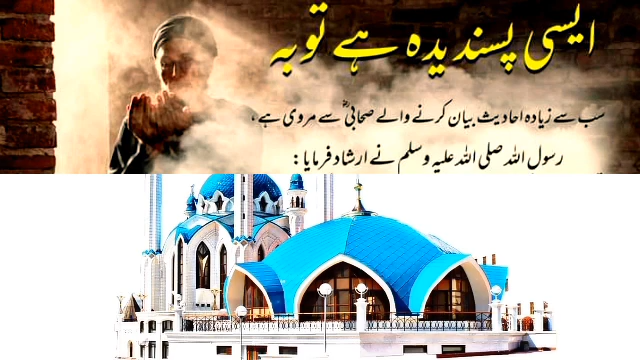 ایسی پسندیدہ ہے توبہ
سب سے زیادہ احادیث بیان کرنے والے صحابیؓ سے مروی ہے ،
رسول اللہ صلی اللہ علیہ وسلم نے ارشاد فرمایا :